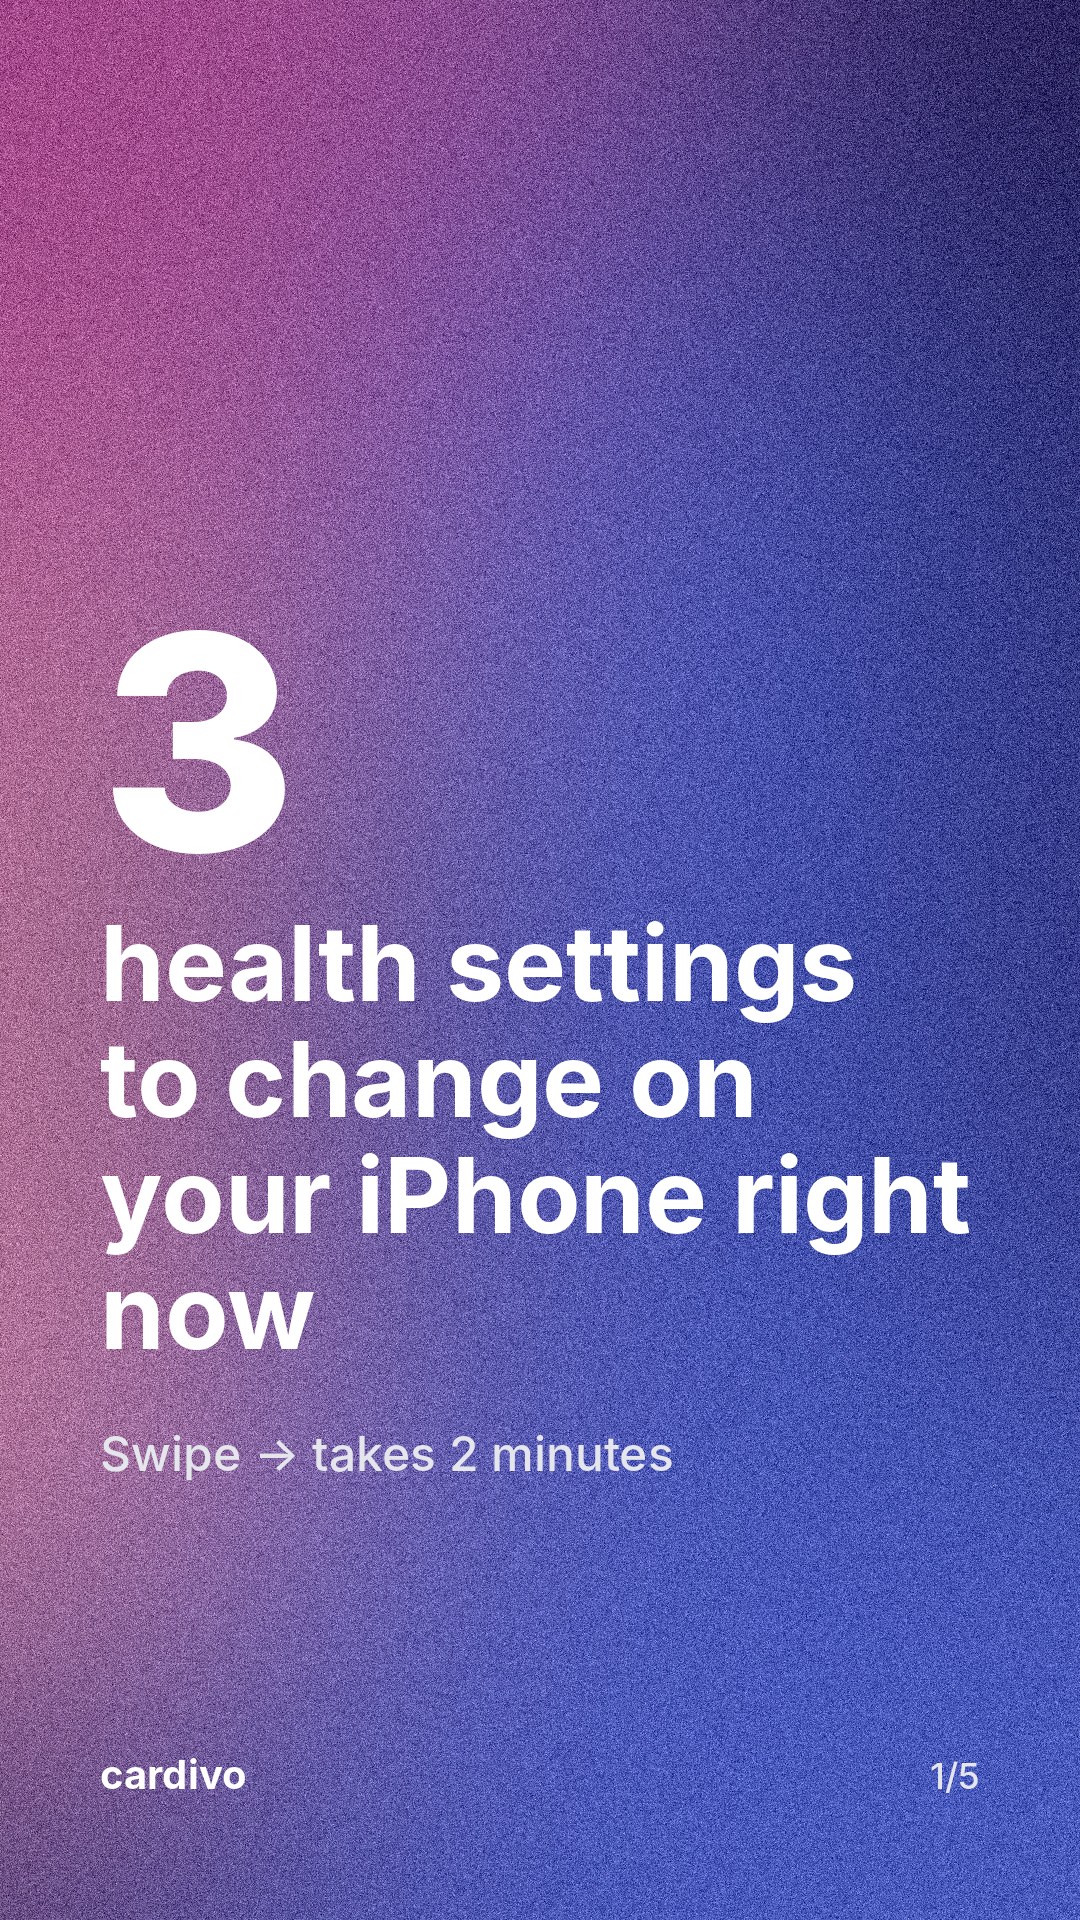 3
health settings
to change on
your iPhone right
now
Swipe → takes 2 minutes
cardivo
1/5